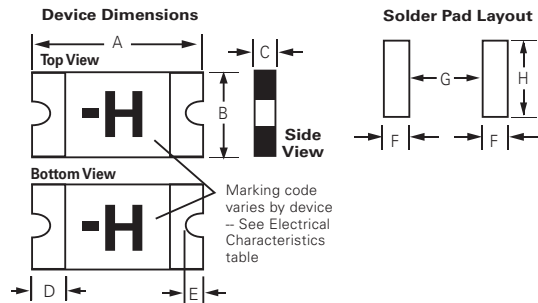 Device Dimensions
A
Top View
-H
B
C
Side
View
Bottom View
-H
Marking code
varies by device
-- See Electrical
Characteristics
table
D
E
Solder Pad Layout
G
H
F
F